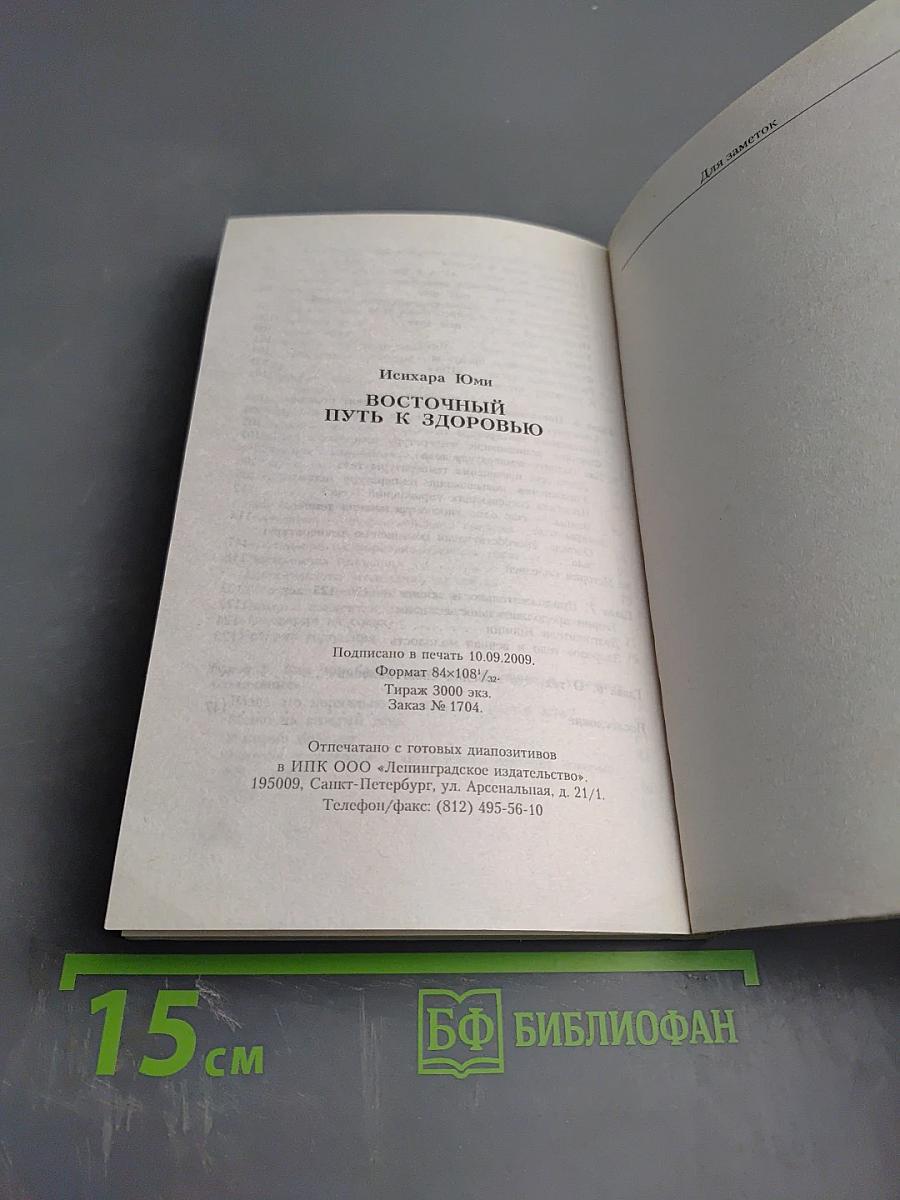 Исихара Юми
ВОСТОЧНЫЙ
ПУТЬ К ЗДОРОВЬЮ
Подписано в печать 10.09.2009.
Формат 84×108¹/₃₂.
Тираж 3000 экз.
Заказ № 1704.
Отпечатано с готовых диапозитивов
в ИПК ООО «Ленинградское издательство».
195009, Санкт-Петербург, ул. Арсенальная, д. 21/1.
Телефон/факс: (812) 495-56-10
Для заметок
15 см
БФ БИБЛИОФАН